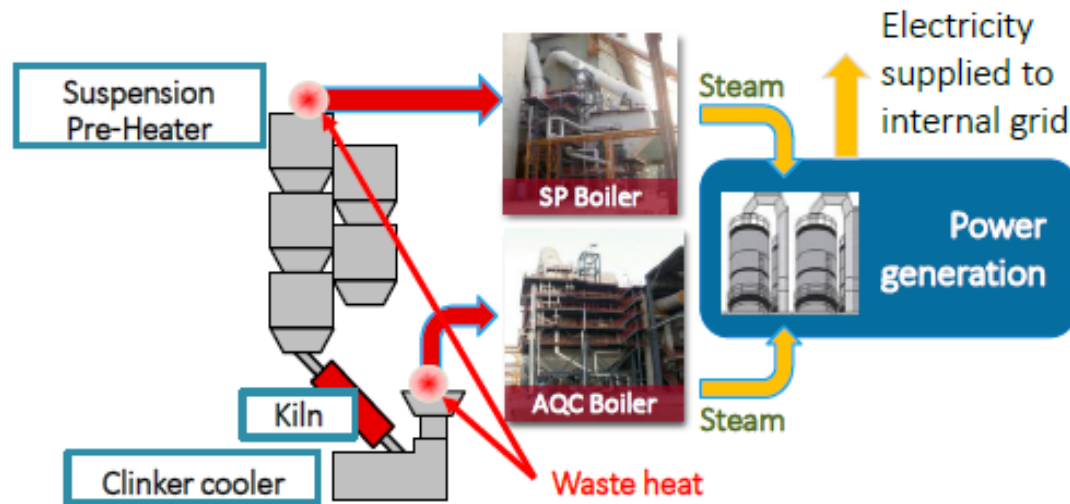 Suspension
Pre-Heater
SP Boiler
Steam
Electricity
supplied to
internal grid
Power
generation
AQC Boiler
Steam
Kiln
Clinker cooler
Waste heat